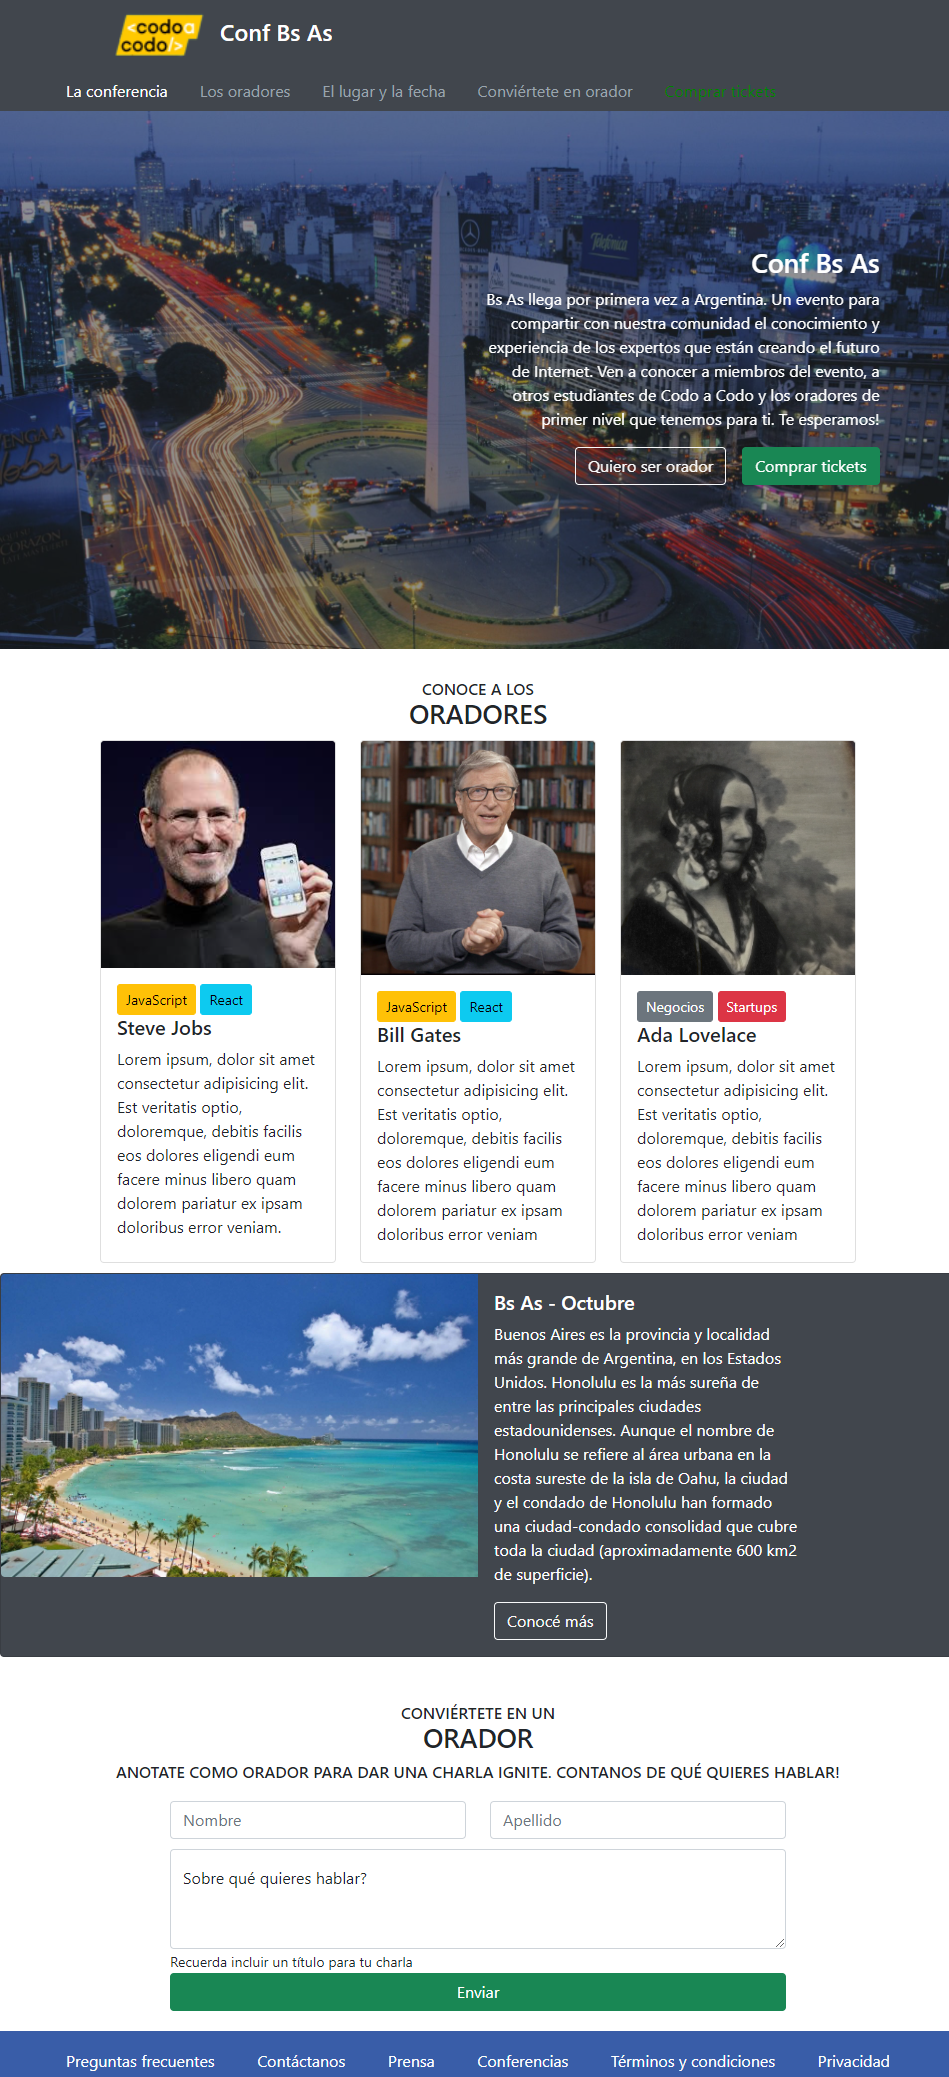 <codo a
codo/>
Conf Bs As
La conferencia Los oradores El lugar y la fecha Conviértete en orador Comprar tickets
Telefonica
Conf Bs As
Bs As llega por primera vez a Argentina. Un evento para
compartir con nuestra comunidad el conocimiento y
experiencia de los expertos que están creando el futuro
de Internet. Ven a conocer a miembros del evento, a
otros estudiantes de Codo a Codo y los oradores de
primer nivel que tenemos para ti. Te esperamos!
CORAZON
Quiero ser orador Comprar tickets
CONOCE A LOS
ORADORES
JavaScript React
Steve Jobs
Lorem ipsum, dolor sit amet
consectetur adipisicing elit.
Est veritatis optio,
doloremque, debitis facilis
eos dolores eligendi eum
facere minus libero quam
dolorem pariatur ex ipsam
doloribus error veniam.
JavaScript React
Bill Gates
Lorem ipsum, dolor sit amet
consectetur adipisicing elit.
Est veritatis optio,
doloremque, debitis facilis
eos dolores eligendi eum
facere minus libero quam
dolorem pariatur ex ipsam
doloribus error veniam
Negocios Startups
Ada Lovelace
Lorem ipsum, dolor sit amet
consectetur adipisicing elit.
Est veritatis optio,
doloremque, debitis facilis
eos dolores eligendi eum
facere minus libero quam
dolorem pariatur ex ipsam
doloribus error veniam
Bs As - Octubre
Buenos Aires es la provincia y localidad
más grande de Argentina, en los Estados
Unidos. Honolulu es la más sureña de
entre las principales ciudades
estadounidenses. Aunque el nombre de
Honolulu se refiere al área urbana en la
costa sureste de la isla de Oahu, la ciudad
y el condado de Honolulu han formado
una ciudad-condado consolidad que cubre
toda la ciudad (aproximadamente 600 km2
de superficie).
Conocé más
CONVIÉRTETE EN UN
ORADOR
ANOTATE COMO ORADOR PARA DAR UNA CHARLA IGNITE. CONTANOS DE QUÉ QUIERES HABLAR!
Nombre Apellido
Sobre qué quieres hablar?
Recuerda incluir un título para tu charla
Enviar
Preguntas frecuentes Contáctanos Prensa Conferencias Términos y condiciones Privacidad